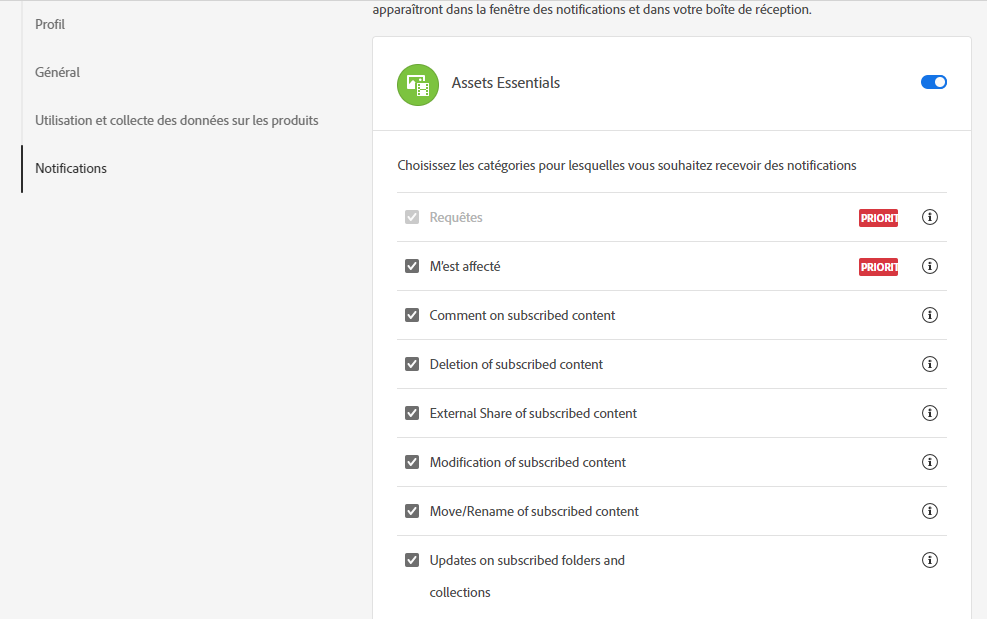 apparaîtront dans la fenêtre des notifications et dans votre boîte de réception.
Profil
Général
Utilisation et collecte des données sur les produits
Notifications
Assets Essentials
Choisissez les catégories pour lesquelles vous souhaitez recevoir des notifications
Requêtes PRIORIT
M'est affecté PRIORIT
Comment on subscribed content
Deletion of subscribed content
External Share of subscribed content
Modification of subscribed content
Move/Rename of subscribed content
Updates on subscribed folders and
collections